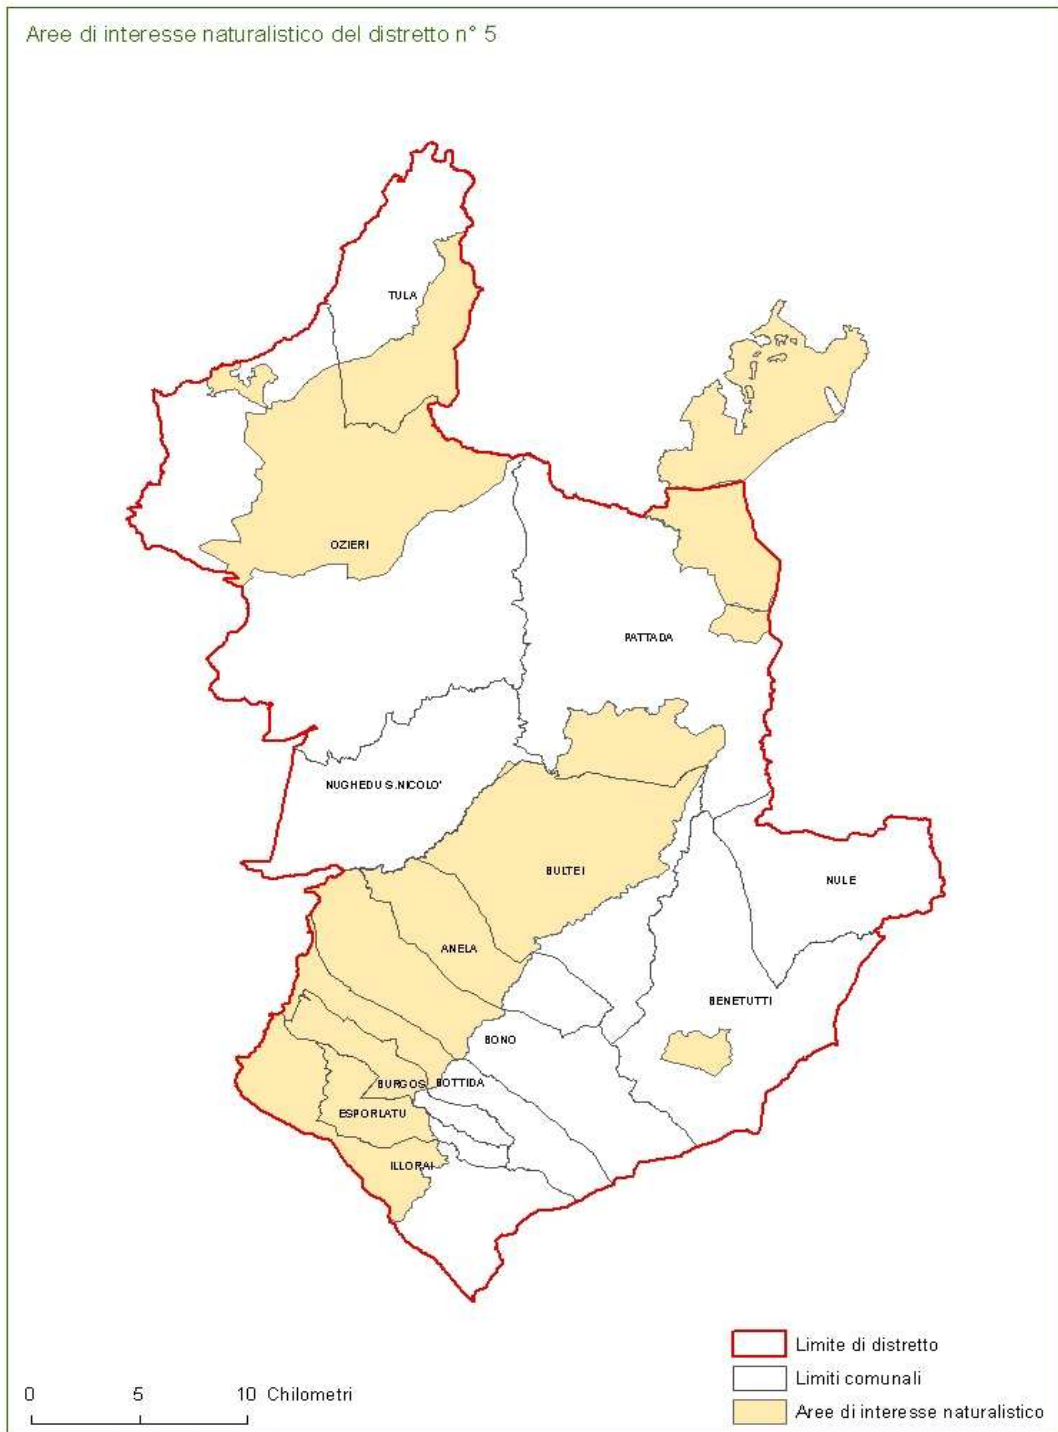 Aree di interesse naturalistico del distretto n° 5
TULA
OZIERI
PATTADA
NUGHEDU S.NICOLO'
BULTEI
NULE
ANELA
BENETUTTI
BONO
BURGOS
BOTTIDA
ESPORLATU
ILLORAI
Limite di distretto
Limiti comunali
Aree di interesse naturalistico
0 5 10 Chilometri